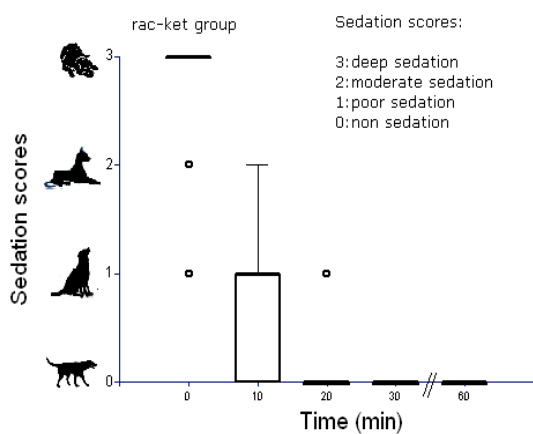 rac-ket group
Sedation scores:
3:deep sedation
2:moderate sedation
1:poor sedation
0:non sedation
Sedation scores
3
2
1
0
0
10
20
30
60
Time (min)